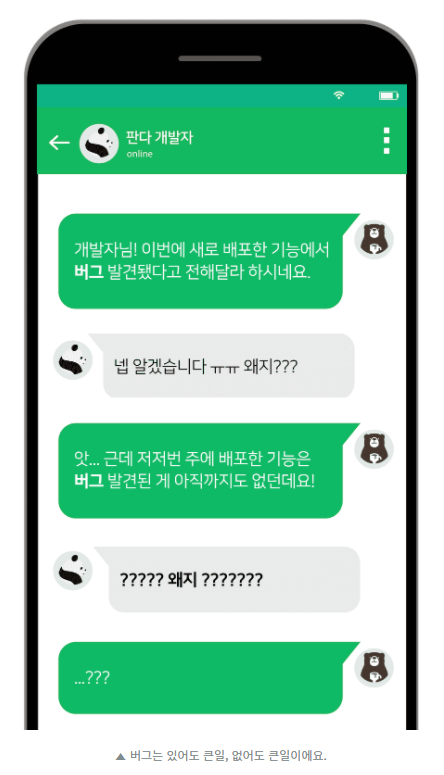 판다 개발자
online
개발자님! 이번에 새로 배포한 기능에서
버그 발견됐다고 전해달라 하시네요.
넵 알겠습니다 ㅠㅠ 왜지???
앗... 근데 저저번 주에 배포한 기능은
버그 발견된 게 아직까지도 없던데요!
????? 왜지 ???????
...???
▲ 버그는 있어도 큰일, 없어도 큰일이에요.